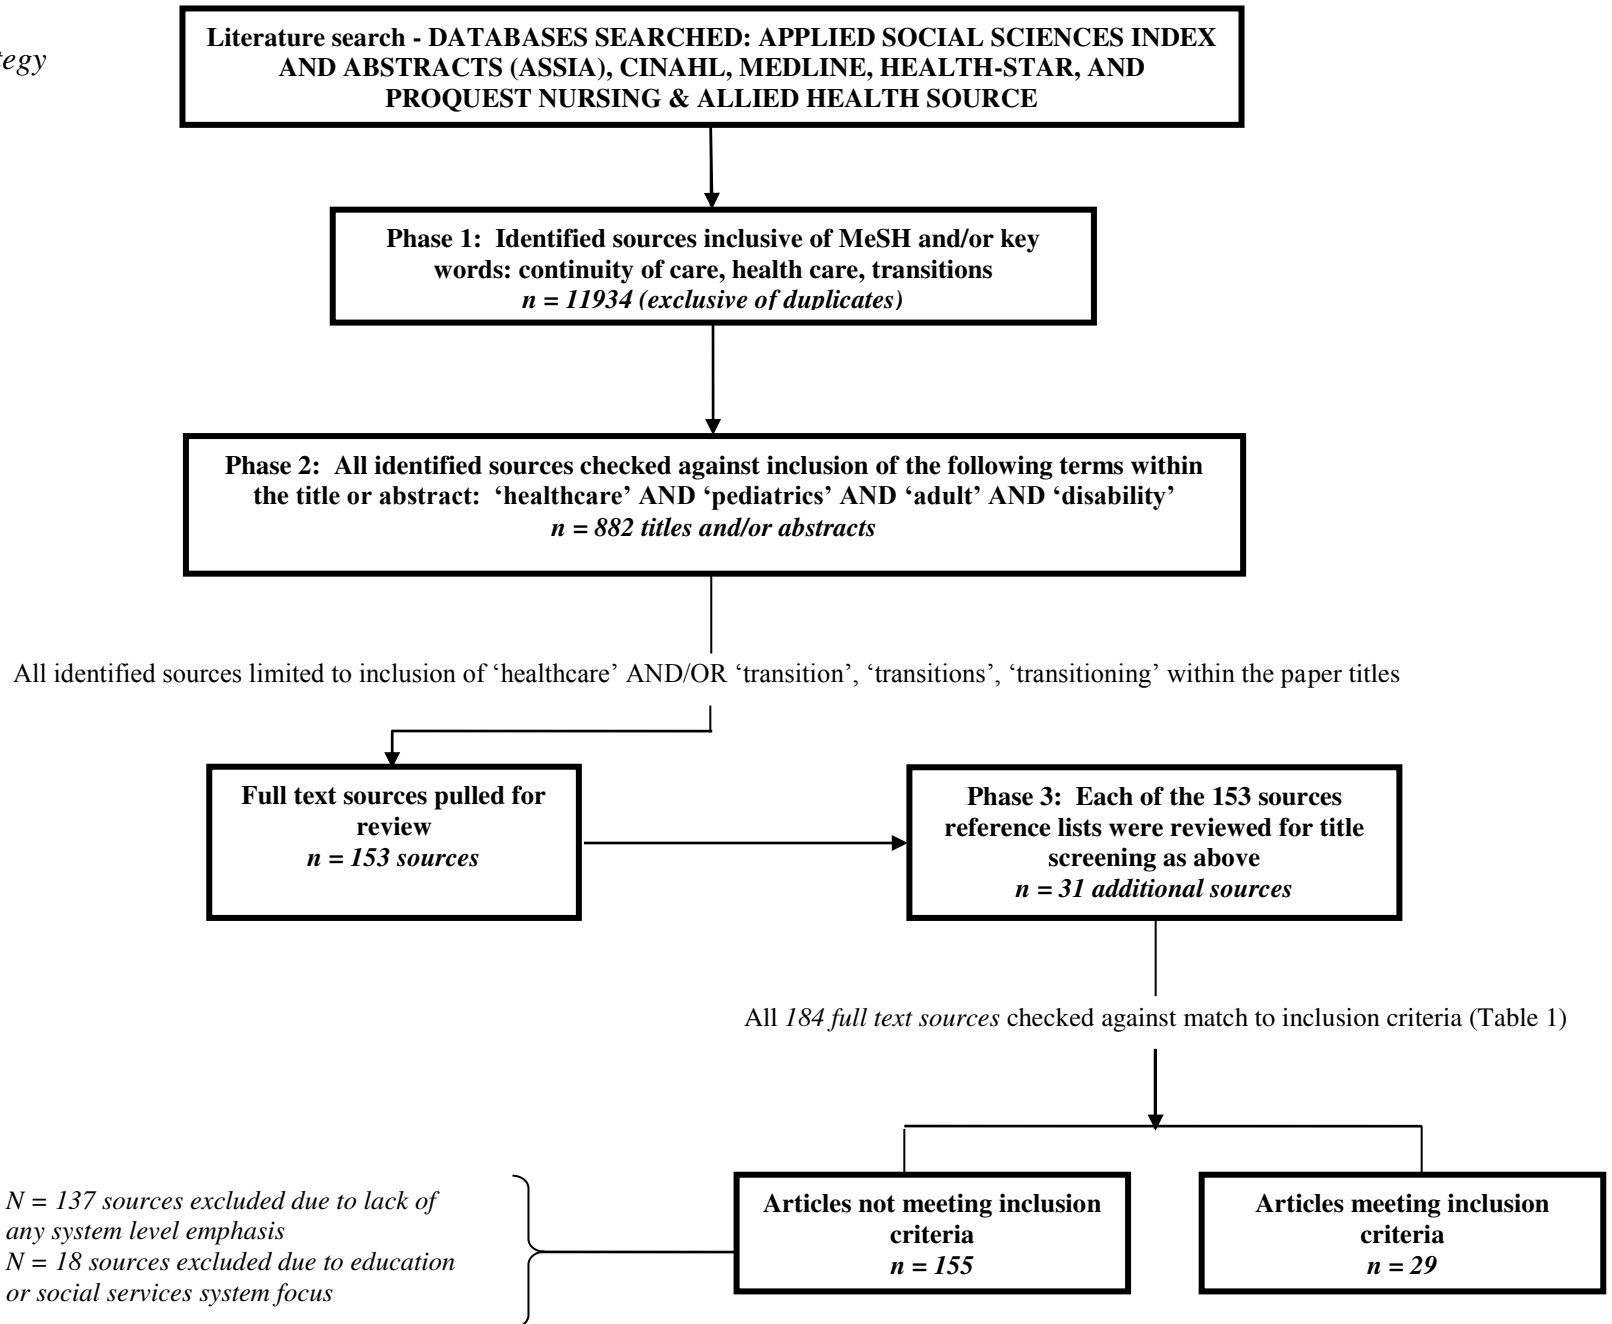 tegy
Literature search - DATABASES SEARCHED: APPLIED SOCIAL SCIENCES INDEX
AND ABSTRACTS (ASSIA), CINAHL, MEDLINE, HEALTH-STAR, AND
PROQUEST NURSING & ALLIED HEALTH SOURCE
Phase 1: Identified sources inclusive of MeSH and/or key
words: continuity of care, health care, transitions
n = 11934 (exclusive of duplicates)
Phase 2: All identified sources checked against inclusion of the following terms within
the title or abstract: ‘healthcare’ AND ‘pediatrics’ AND ‘adult’ AND ‘disability’
n = 882 titles and/or abstracts
All identified sources limited to inclusion of ‘healthcare’ AND/OR ‘transition’, ‘transitions’, ‘transitioning’ within the paper titles
Full text sources pulled for
review
n = 153 sources
Phase 3: Each of the 153 sources
reference lists were reviewed for title
screening as above
n = 31 additional sources
All 184 full text sources checked against match to inclusion criteria (Table 1)
Articles not meeting inclusion
criteria
n = 155
Articles meeting inclusion
criteria
n = 29
N = 137 sources excluded due to lack of
any system level emphasis
N = 18 sources excluded due to education
or social services system focus